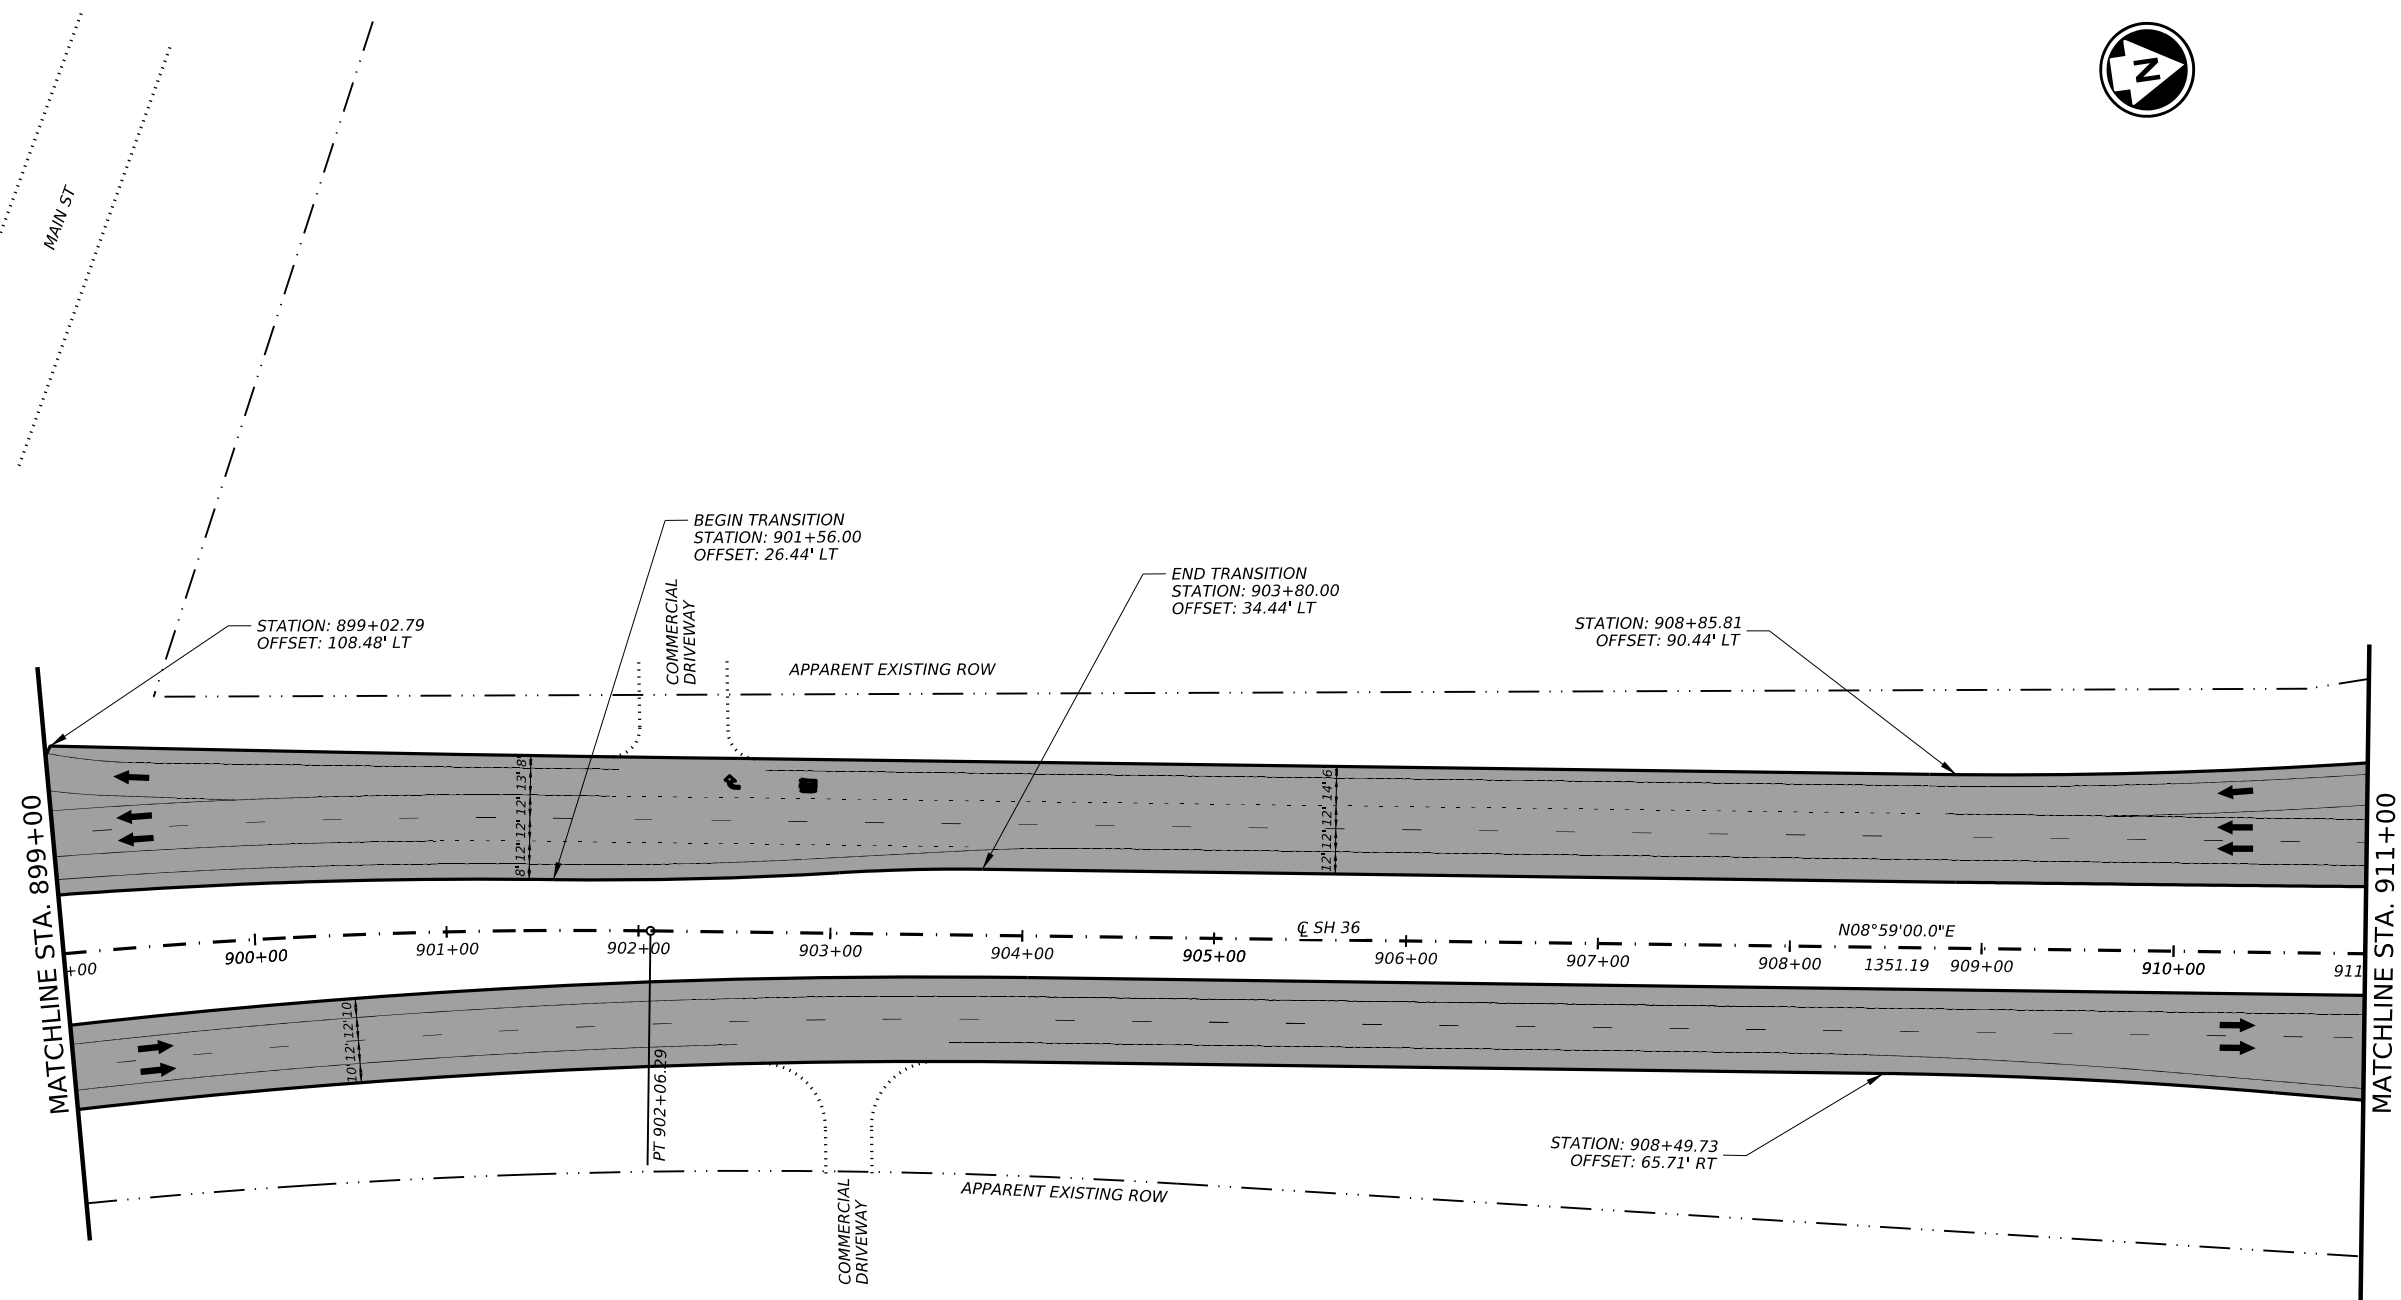 N
MAIN ST
BEGIN TRANSITION
STATION: 901+56.00
OFFSET: 26.44' LT
END TRANSITION
STATION: 903+80.00
OFFSET: 34.44' LT
STATION: 899+02.79
OFFSET: 108.48' LT
COMMERCIAL
DRIVEWAY
APPARENT EXISTING ROW
STATION: 908+85.81
OFFSET: 90.44' LT
MATCHLINE STA. 899+00
8'
13'
12'
12'
12'
8'
6'
14'
12'
12'
12'
MATCHLINE STA. 911+00
℄ SH 36
N08°59'00.0"E
+00
900+00
901+00
902+00
903+00
904+00
905+00
906+00
907+00
908+00
1351.19
909+00
910+00
911
10'
12'
12'
10'
PT 902+06.29
STATION: 908+49.73
OFFSET: 65.71' RT
APPARENT EXISTING ROW
COMMERCIAL
DRIVEWAY